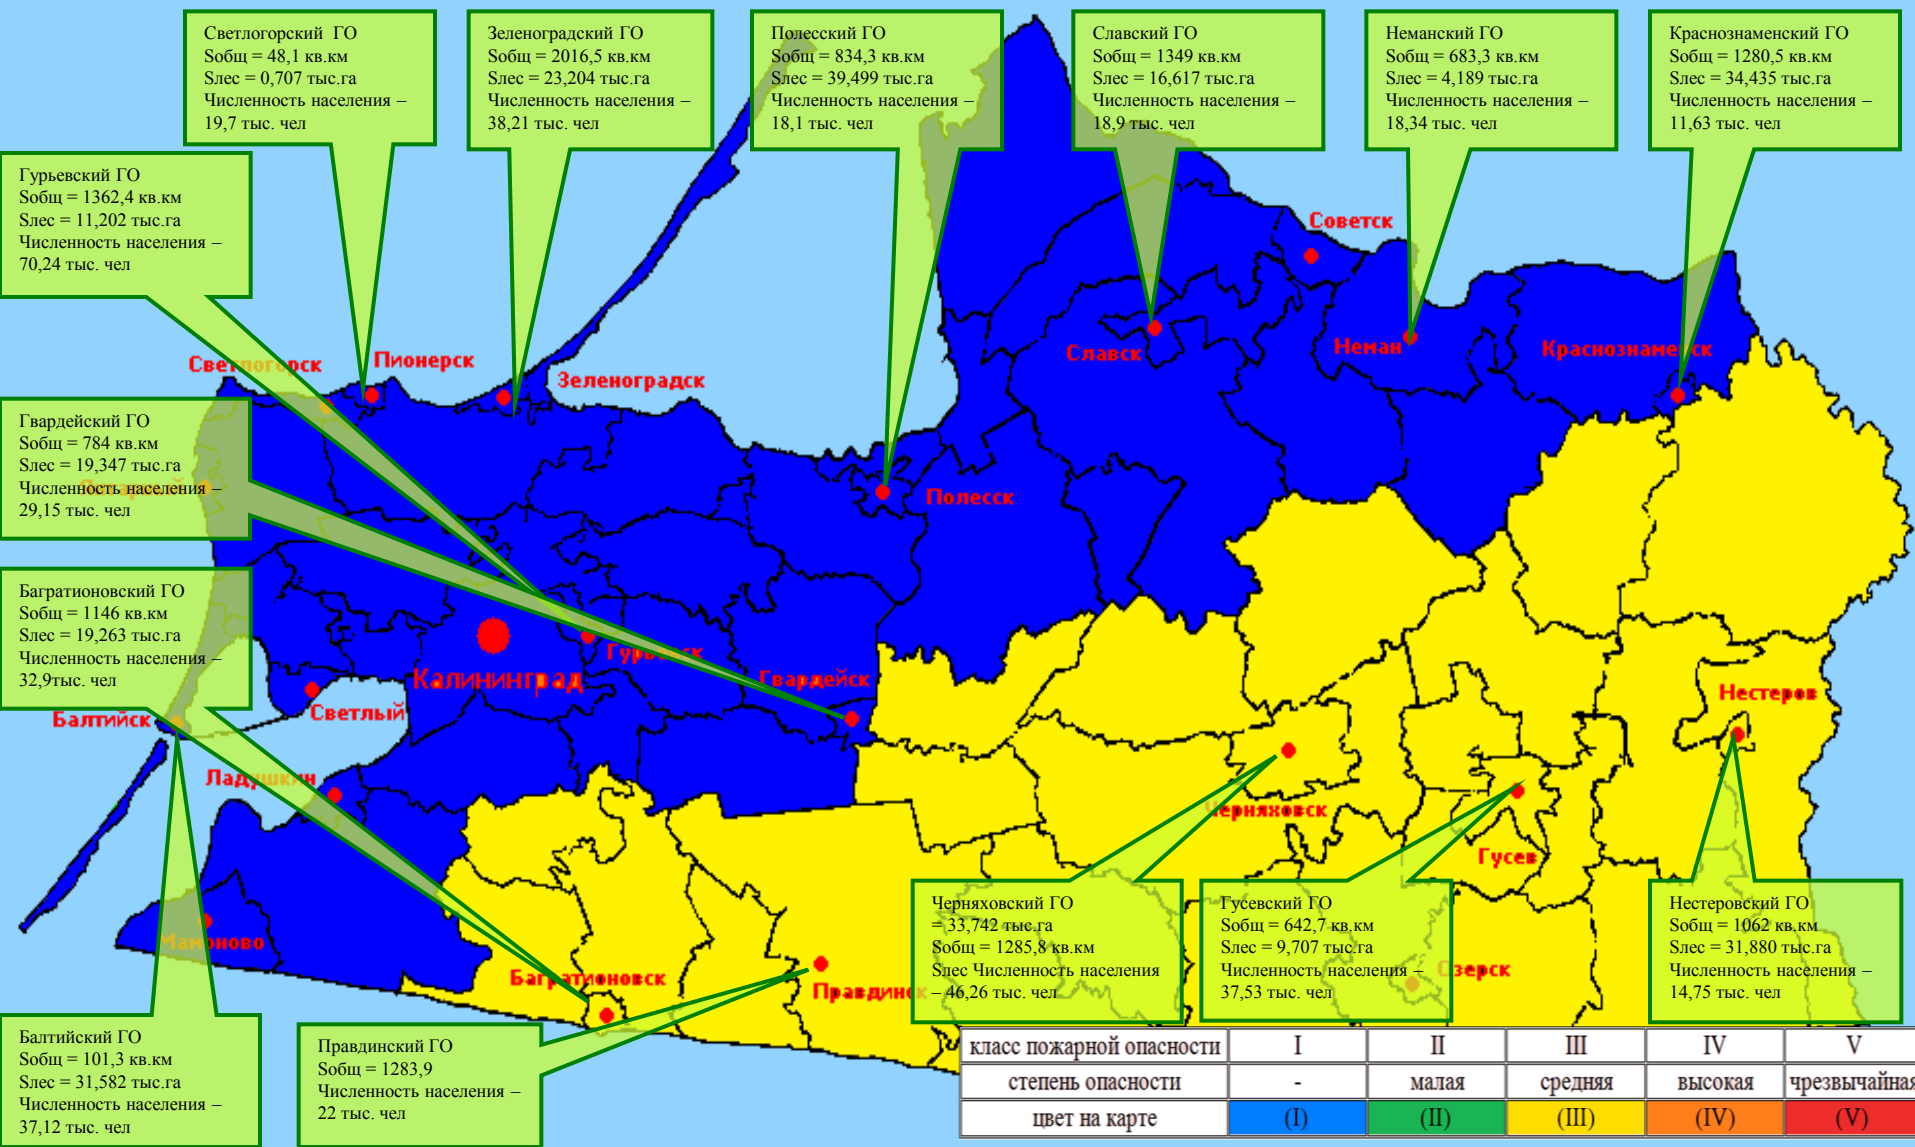 Светлогорский ГО
Sобщ = 48,1 кв.км
Sлес = 0,707 тыс.га
Численность населения –
19,7 тыс. чел
Зеленоградский ГО
Sобщ = 2016,5 кв.км
Sлес = 23,204 тыс.га
Численность населения –
38,21 тыс. чел
Полесский ГО
Sобщ = 834,3 кв.км
Sлес = 39,499 тыс.га
Численность населения –
18,1 тыс. чел
Славский ГО
Sобщ = 1349 кв.км
Sлес = 16,617 тыс.га
Численность населения –
18,9 тыс. чел
Неманский ГО
Sобщ = 683,3 кв.км
Sлес = 4,189 тыс.га
Численность населения –
18,34 тыс. чел
Краснознаменский ГО
Sобщ = 1280,5 кв.км
Sлес = 34,435 тыс.га
Численность населения –
11,63 тыс. чел
Гурьевский ГО
Sобщ = 1362,4 кв.км
Sлес = 11,202 тыс.га
Численность населения –
70,24 тыс. чел
Советск
Славск
Неман
Краснознаменск
Светлогорск
Пионерск
Зеленоградск
Гвардейский ГО
Sобщ = 784 кв.км
Sлес = 19,347 тыс.га
Численность населения –
29,15 тыс. чел
Полесск
Багратионовский ГО
Sобщ = 1146 кв.км
Sлес = 19,263 тыс.га
Численность населения –
32,9тыс. чел
Гурьевск
Калининград
Гвардейск
Нестеров
Светлый
Балтийск
Ладушкин
Черняховск
Гусев
Мамоново
Багратионовск
Правдинск
Озерск
Черняховский ГО
= 33,742 тыс.га
Sобщ = 1285,8 кв.км
Sлес Численность населения
– 46,26 тыс. чел
Гусевский ГО
Sобщ = 642,7 кв.км
Sлес = 9,707 тыс.га
Численность населения –
37,53 тыс. чел
Нестеровский ГО
Sобщ = 1062 кв.км
Sлес = 31,880 тыс.га
Численность населения –
14,75 тыс. чел
Балтийский ГО
Sобщ = 101,3 кв.км
Sлес = 31,582 тыс.га
Численность населения –
37,12 тыс. чел
Правдинский ГО
Sобщ = 1283,9
Численность населения –
22 тыс. чел
класс пожарной опасности I II III IV V
степень опасности - малая средняя высокая чрезвычайная
цвет на карте (I) (II) (III) (IV) (V)